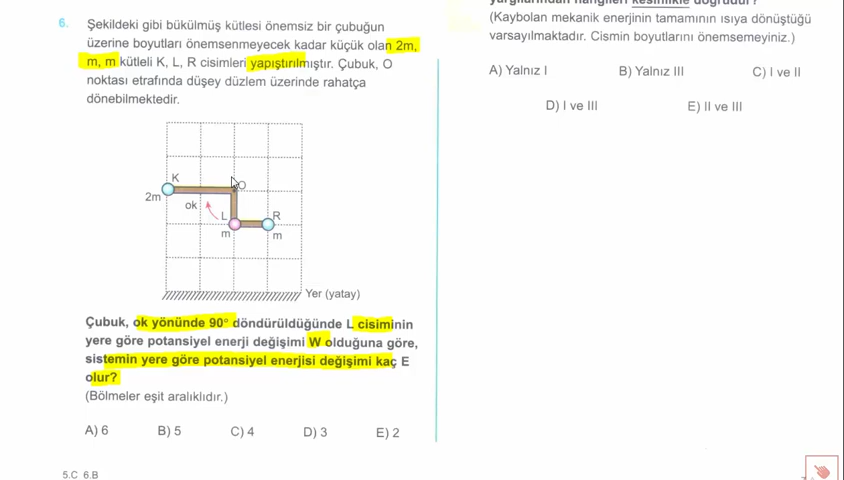 6. Şekildeki gibi bükülmüş kütlesi önemsiz bir çubuğun
üzerine boyutları önemsenmeyecek kadar küçük olan 2m,
m, m kütleli K, L, R cisimleri yapıştırılmıştır. Çubuk, O
noktası etrafında düşey düzlem üzerinde rahatça
dönebilmektedir.
K
O
2m
ok
L
R
m
m
Yer (yatay)
Çubuk, ok yönünde 90° döndürüldüğünde L cisiminin
yere göre potansiyel enerji değişimi W olduğuna göre,
sistemin yere göre potansiyel enerjisi değişimi kaç E
olur?
(Bölmeler eşit aralıklıdır.)
A) 6 B) 5 C) 4 D) 3 E) 2
5.C 6.B
yargılarından hangileri kesinlikle doğrudur?
(Kaybolan mekanik enerjinin tamamının ısıya dönüştüğü
varsayılmaktadır. Cismin boyutlarını önemsemeyiniz.)
A) Yalnız I B) Yalnız III C) I ve II
D) I ve III E) II ve III